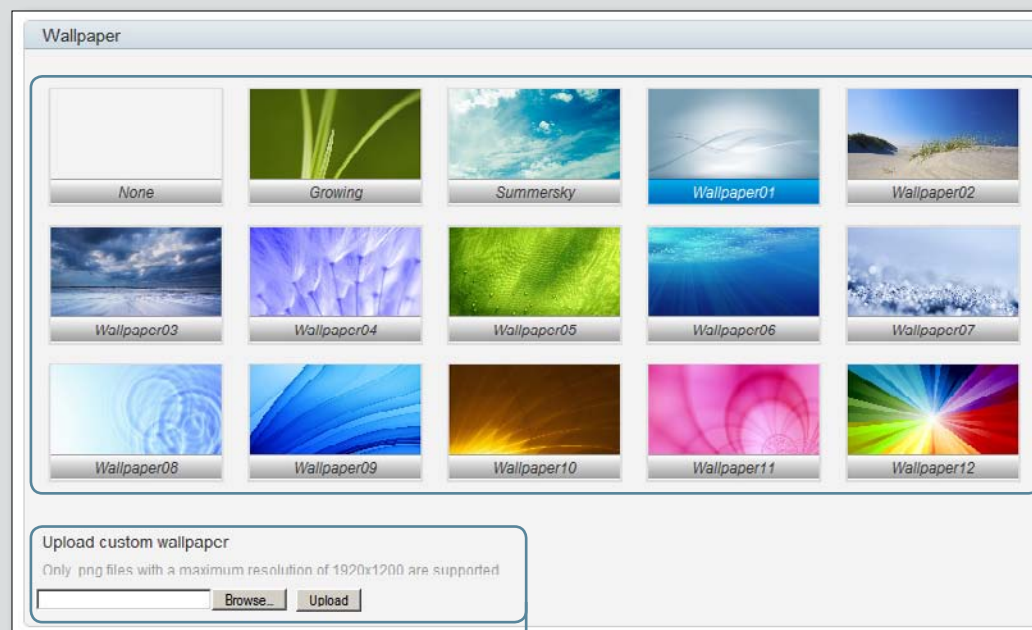 Wallpaper
None
Growing
Summersky
Wallpaper01
Wallpaper02
Wallpaper03
Wallpaper04
Wallpaper05
Wallpaper06
Wallpaper07
Wallpaper08
Wallpaper09
Wallpaper10
Wallpaper11
Wallpaper12
Upload custom wallpaper
Only .png files with a maximum resolution of 1920x1200 are supported
Browse...
Upload